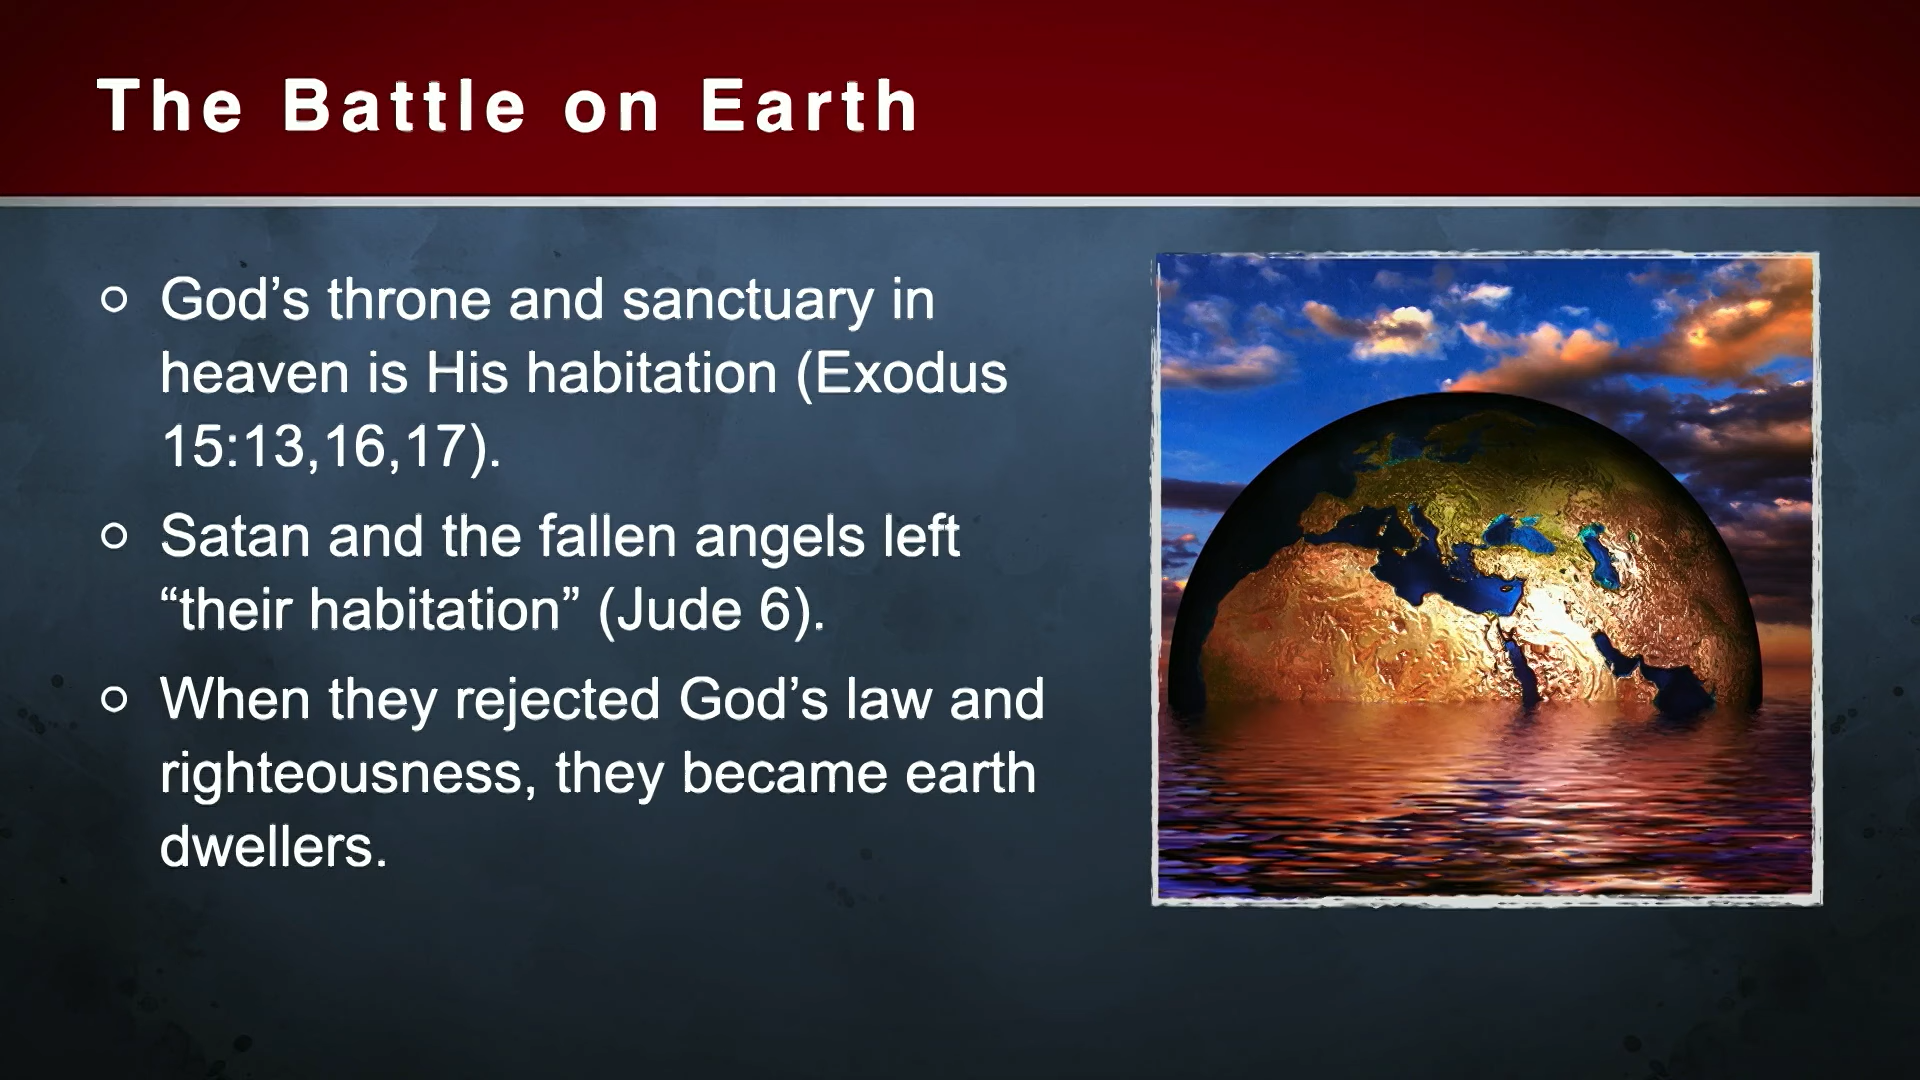 The Battle on Earth
God’s throne and sanctuary in
heaven is His habitation (Exodus
15:13,16,17).
Satan and the fallen angels left
“their habitation” (Jude 6).
When they rejected God’s law and
righteousness, they became earth
dwellers.